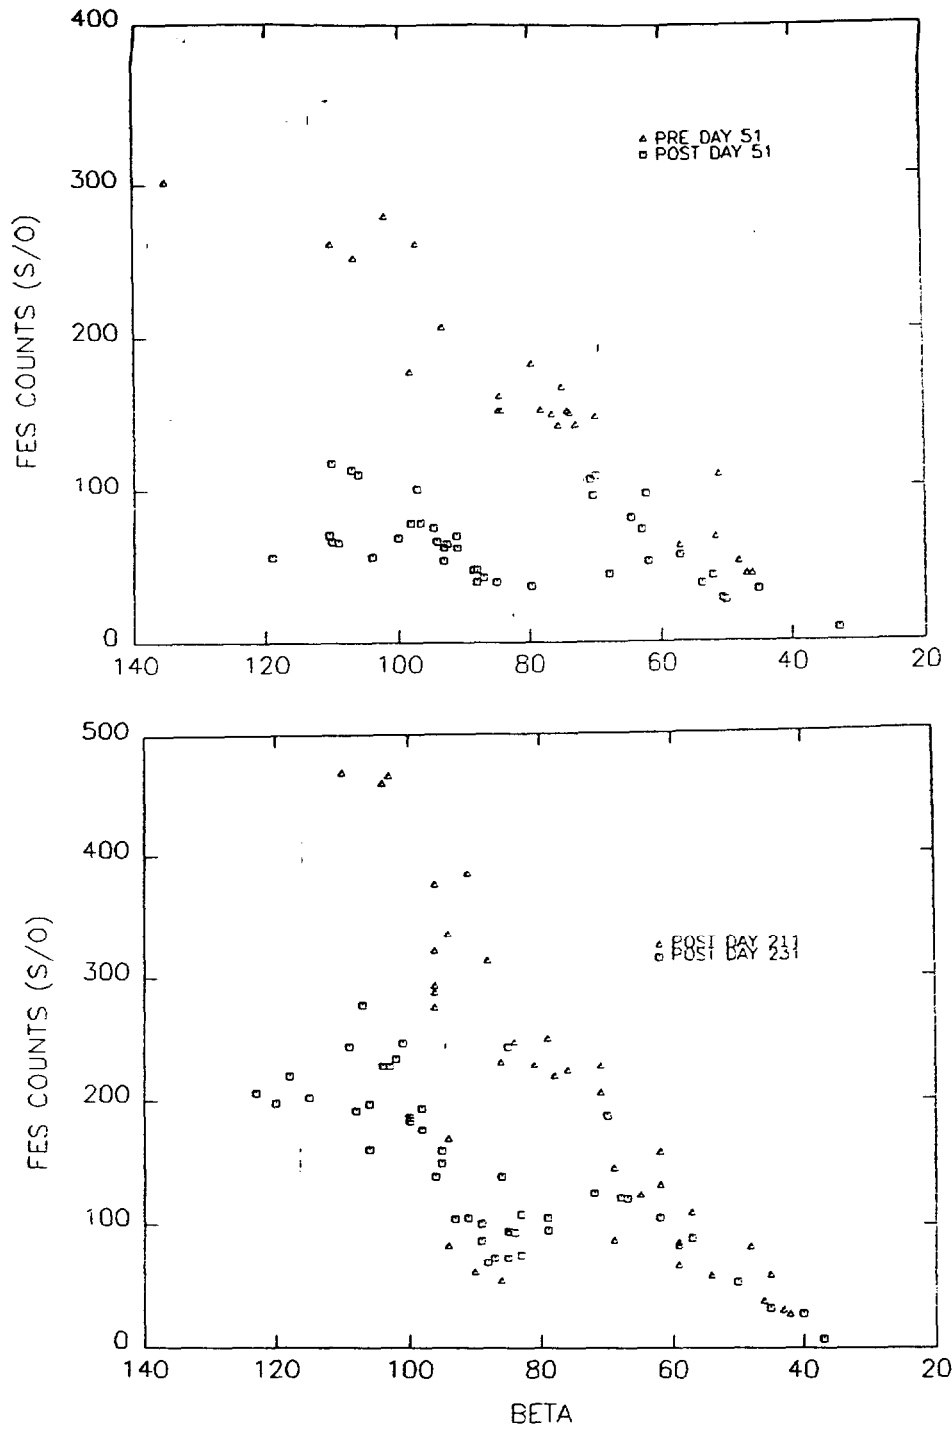 400
300
200
100
0
FES COUNTS (S/O)
PRE DAY 51
POST DAY 51
140 120 100 80 60 40 20
500
400
300
200
100
0
FES COUNTS (S/O)
POST DAY 211
POST DAY 231
140 120 100 80 60 40 20
BETA